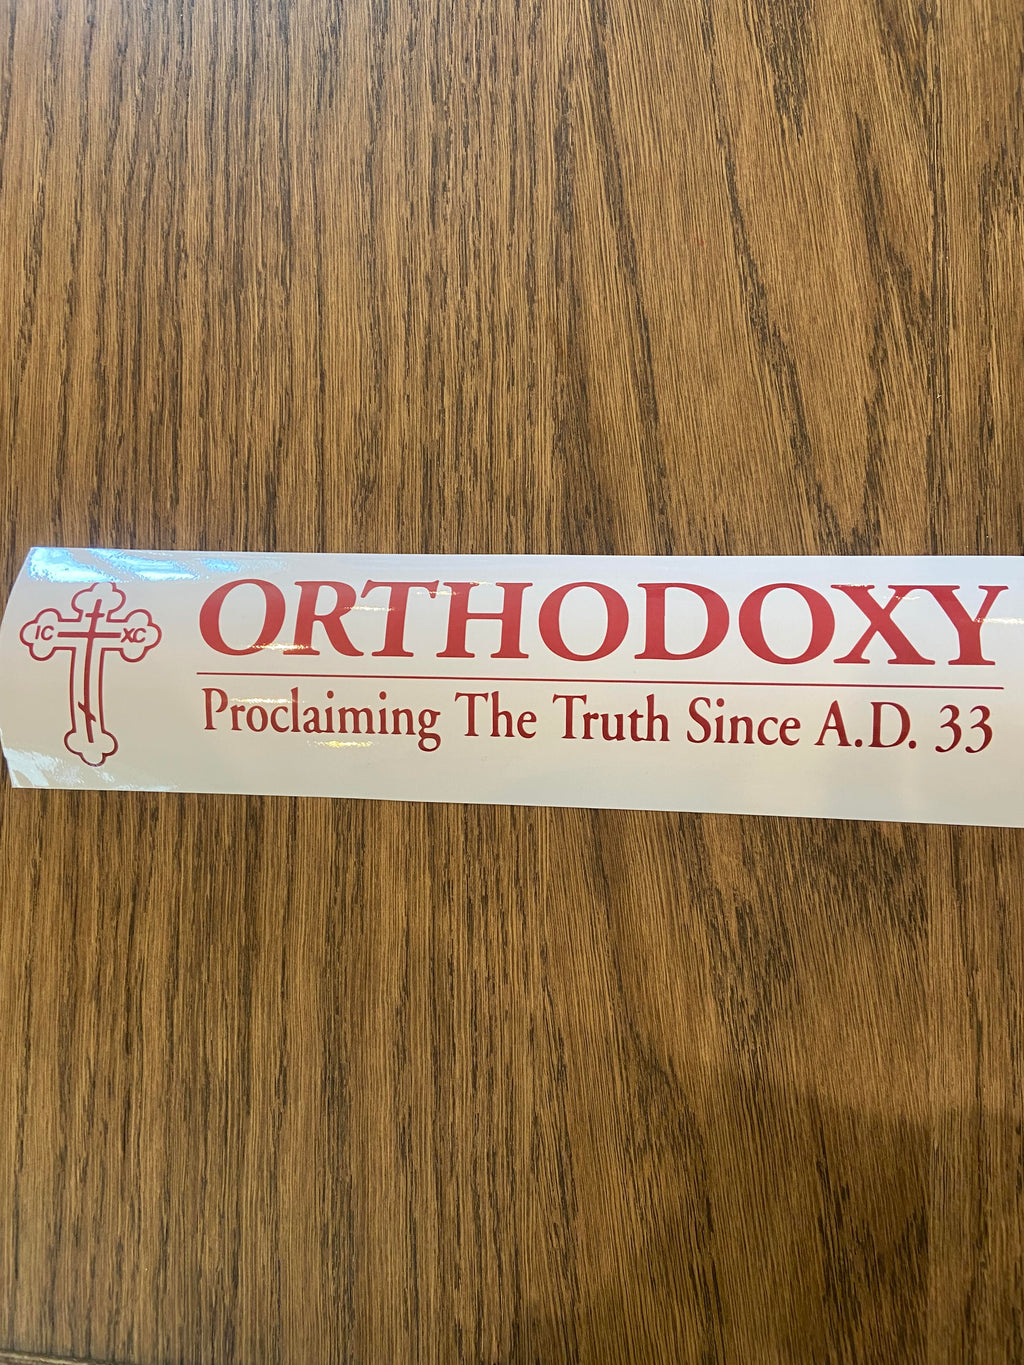 IC XC
ORTHODOXY
Proclaiming The Truth Since A.D. 33